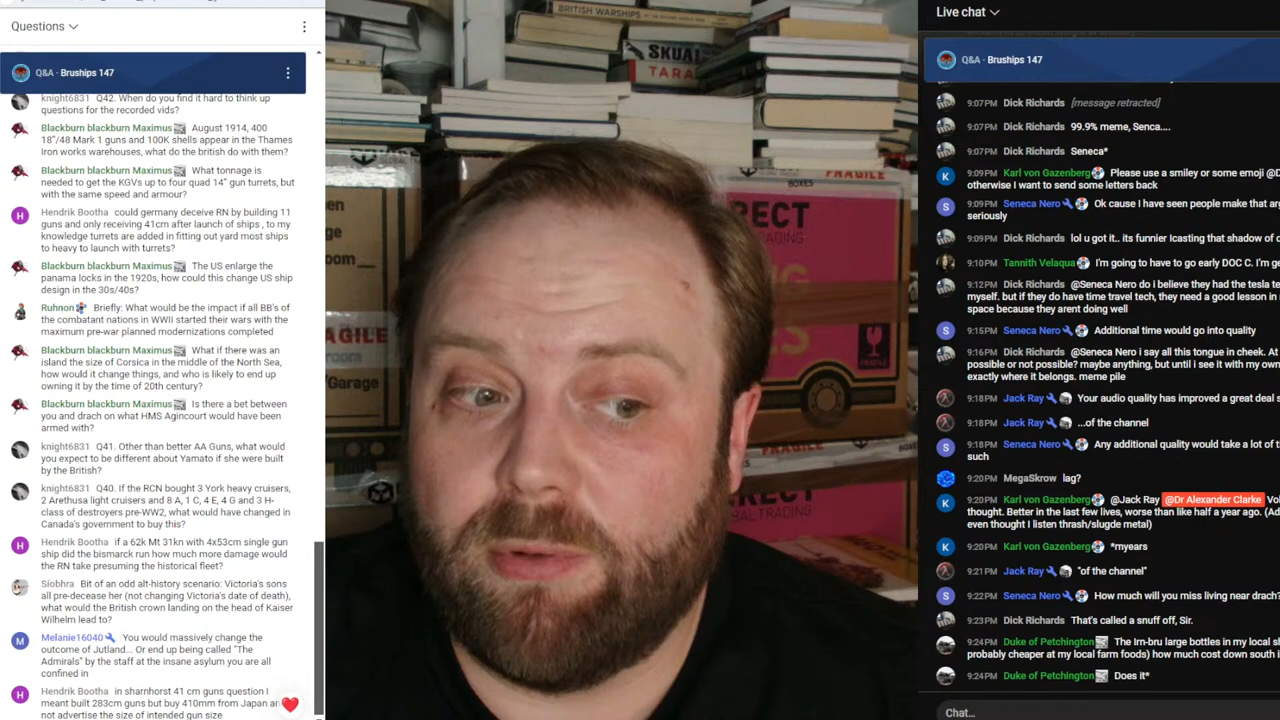 Questions
Q&A · Bruships 147
knight6831 Q42. When do you find it hard to think up
questions for the recorded vids?
Blackburn blackburn Maximus August 1914, 400
18"/48 Mark 1 guns and 100K shells appear in the Thames
Iron works warehouses, what do the british do with them?
Blackburn blackburn Maximus What tonnage is
needed to get the KGVs up to four quad 14" gun turrets, but
with the same speed and armour?
Hendrik Bootha could germany deceive RN by building 11
guns and only receiving 41cm after launch of ships , to my
knowledge turrets are added in fitting out yard most ships
to heavy to launch with turrets?
Blackburn blackburn Maximus The US enlarge the
panama locks in the 1920s, how could this change US ship
design in the 30s/40s?
Ruhnon Briefly: What would be the impact if all BB's of
the combatant nations in WWII started their wars with the
maximum pre-war planned modernizations completed
Blackburn blackburn Maximus What if there was an
island the size of Corsica in the middle of the North Sea,
how would it change things, and who is likely to end up
owning it by the time of 20th century?
Blackburn blackburn Maximus Is there a bet between
you and drach on what HMS Agincourt would have been
armed with?
knight6831 Q41. Other than better AA Guns, what would
you expect to be different about Yamato if she were built
by the British?
knight6831 Q40. If the RCN bought 3 York heavy cruisers,
2 Arethusa light cruisers and 8 A, 1 C, 4 E, 4 G and 3 H-
class of destroyers pre-WW2, what would have changed in
Canada's government to buy this?
Hendrik Bootha if a 62k Mt 31kn with 4x53cm single gun
ship did the bismarck run how much more damage would
the RN take presuming the historical fleet?
Síobhra Bit of an odd alt-history scenario: Victoria's sons
all pre-decease her (not changing Victoria's date of death),
what would the British crown landing on the head of Kaiser
Wilhelm lead to?
Melanie16040 You would massively change the
outcome of Jutland... Or end up being called "The
Admirals" by the staff at the insane asylum you are all
confined in
Hendrik Bootha in sharnhorst 41 cm guns question I
meant built 283cm guns but buy 410mm from Japan
not advertise the size of intended gun size
BRITISH WARSHIPS
SKUA
TARA
FRAGILE
BOXES
RECT
TRADING
FRAGILE
AGILE
room
/Garage
Live chat
Q&A · Bruships 147
9:07PM Dick Richards [message retracted]
9:07PM Dick Richards 99.9% meme, Senca....
9:07PM Dick Richards Seneca*
9:09PM Karl von Gazenberg Please use a smiley or some emoji @D
otherwise I want to send some letters back
9:09PM Seneca Nero Ok cause I have seen people make that arg
seriously
9:09PM Dick Richards lol u got it.. its funnier Icasting that shadow of d
9:10PM Tannith Velaqua I'm going to have to go early DOC C. I'm ge
9:12PM Dick Richards @Seneca Nero do i believe they had the tesla te
myself. but if they do have time travel tech, they need a good lesson in
space because they arent doing well
9:15PM Seneca Nero Additional time would go into quality
9:16PM Dick Richards @Seneca Nero i say all this tongue in cheek. At
possible or not possible? maybe anything, but until I see it with my own
exactly where it belongs. meme pile
9:18PM Jack Ray Your audio quality has improved a great deal s
9:18PM Jack Ray ...of the channel
9:18PM Seneca Nero Any additional quality would take a lot of t
such
9:20PM MegaSkrow lag?
9:20PM Karl von Gazenberg @Jack Ray @Dr Alexander Clarke Vol
thought. Better in the last few lives, worse than like half a year ago. (Ad
even thought I listen thrash/slugde metal)
9:20PM Karl von Gazenberg *myears
9:21PM Jack Ray "of the channel"
9:22PM Seneca Nero How much will you miss living near drach?
9:23PM Dick Richards That's called a snuff off, Sir.
9:24PM Duke of Petchington The Irn-bru large bottles in my local s
probably cheaper at my local farm foods) how much cost down south i
9:24PM Duke of Petchington Does it*
Chat...